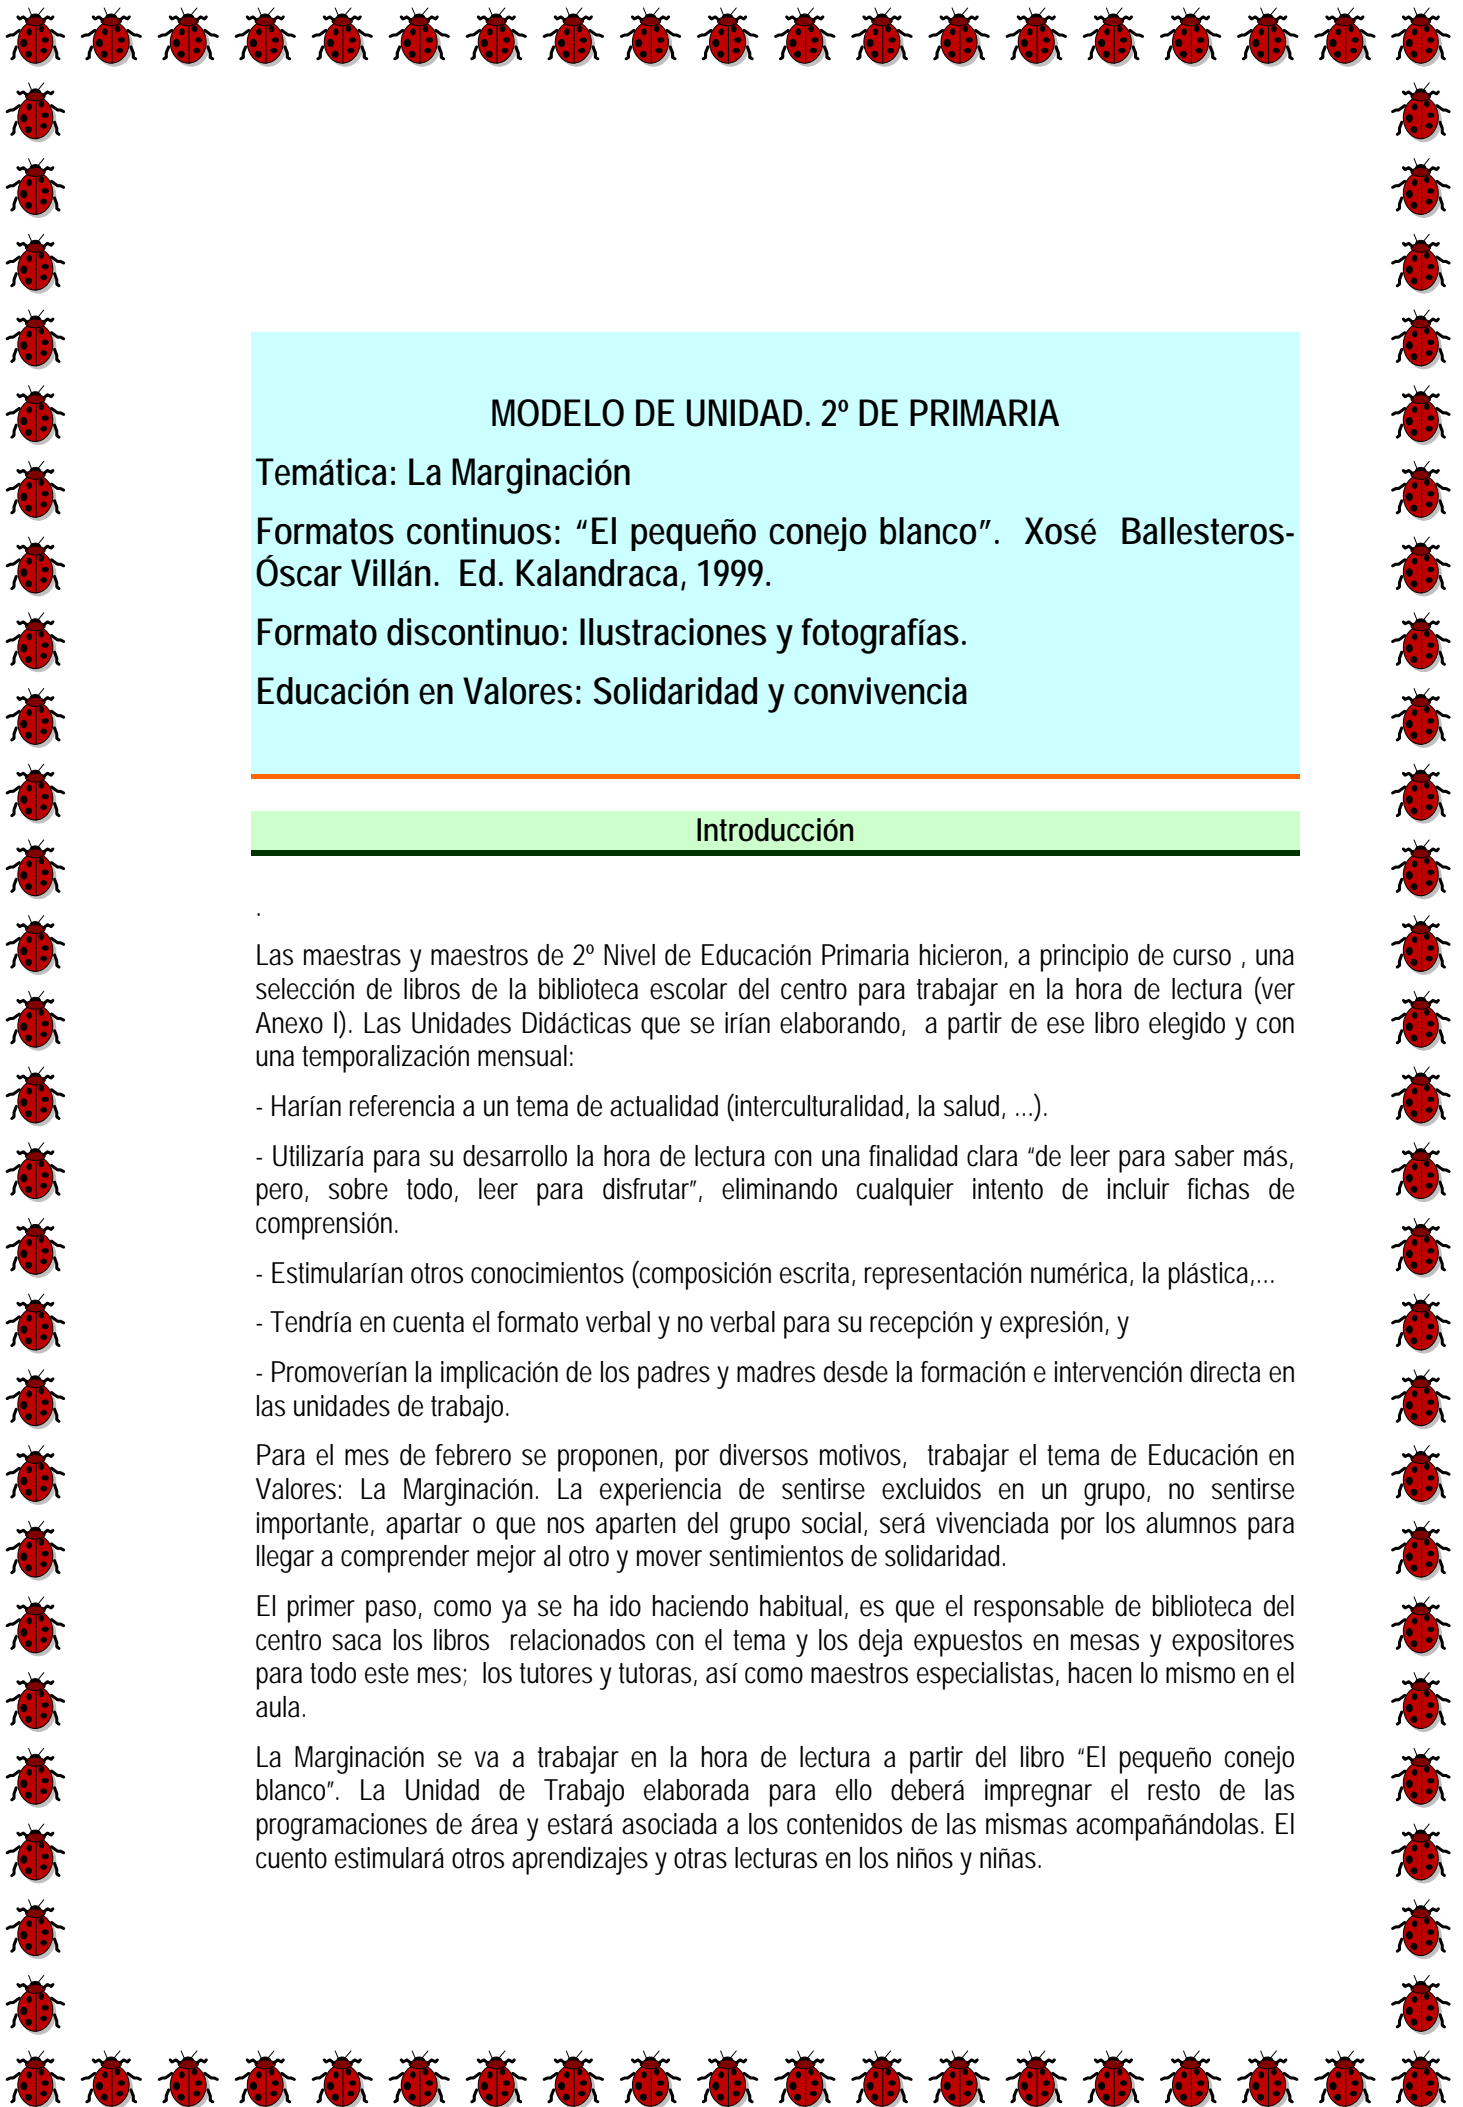 MODELO DE UNIDAD. 2º DE PRIMARIA
Temática: La Marginación
Formatos continuos: “El pequeño conejo blanco”. Xosé Ballesteros-
Óscar Villán. Ed. Kalandraca, 1999.
Formato discontinuo: Ilustraciones y fotografías.
Educación en Valores: Solidaridad y convivencia
Introducción
.
Las maestras y maestros de 2º Nivel de Educación Primaria hicieron, a principio de curso , una
selección de libros de la biblioteca escolar del centro para trabajar en la hora de lectura (ver
Anexo I). Las Unidades Didácticas que se irían elaborando, a partir de ese libro elegido y con
una temporalización mensual:
- Harían referencia a un tema de actualidad (interculturalidad, la salud, ...).
- Utilizaría para su desarrollo la hora de lectura con una finalidad clara “de leer para saber más,
pero, sobre todo, leer para disfrutar”, eliminando cualquier intento de incluir fichas de
comprensión.
- Estimularían otros conocimientos (composición escrita, representación numérica, la plástica,...
- Tendría en cuenta el formato verbal y no verbal para su recepción y expresión, y
- Promoverían la implicación de los padres y madres desde la formación e intervención directa en
las unidades de trabajo.
Para el mes de febrero se proponen, por diversos motivos, trabajar el tema de Educación en
Valores: La Marginación. La experiencia de sentirse excluidos en un grupo, no sentirse
importante, apartar o que nos aparten del grupo social, será vivenciada por los alumnos para
llegar a comprender mejor al otro y mover sentimientos de solidaridad.
El primer paso, como ya se ha ido haciendo habitual, es que el responsable de biblioteca del
centro saca los libros relacionados con el tema y los deja expuestos en mesas y expositores
para todo este mes; los tutores y tutoras, así como maestros especialistas, hacen lo mismo en el
aula.
La Marginación se va a trabajar en la hora de lectura a partir del libro “El pequeño conejo
blanco”. La Unidad de Trabajo elaborada para ello deberá impregnar el resto de las
programaciones de área y estará asociada a los contenidos de las mismas acompañándolas. El
cuento estimulará otros aprendizajes y otras lecturas en los niños y niñas.